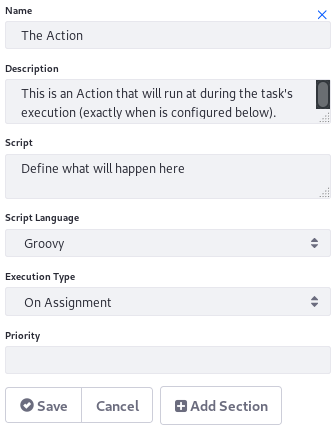 Name
The Action
Description
This is an Action that will run at during the task's
execution (exactly when is configured below).
Script
Define what will happen here
Script Language
Groovy
Execution Type
On Assignment
Priority
Save Cancel Add Section